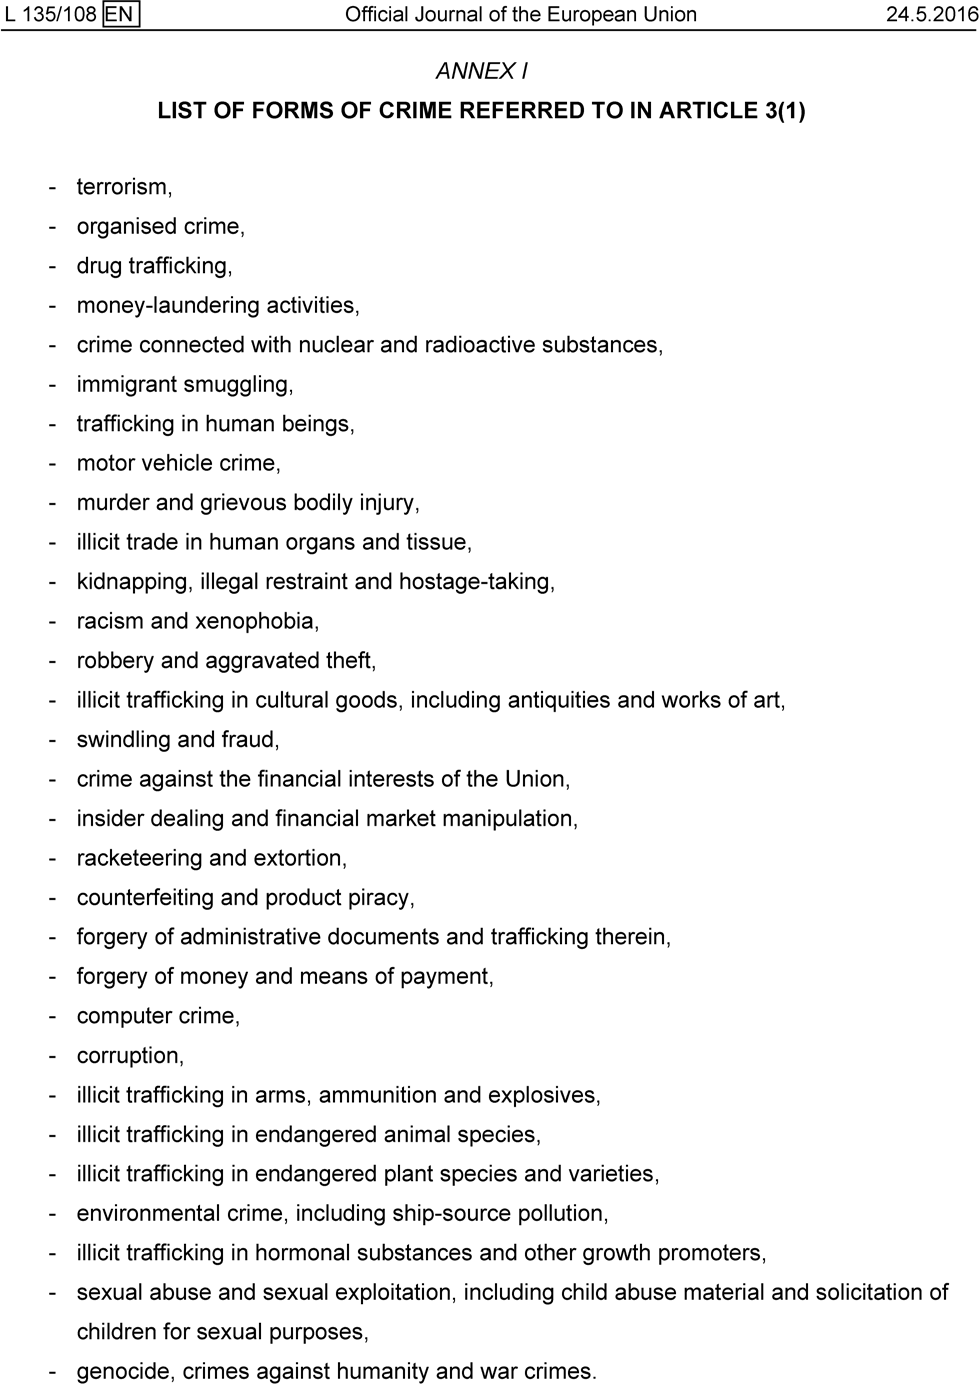 L 135/108 EN Official Journal of the European Union 24.5.2016
ANNEX I
LIST OF FORMS OF CRIME REFERRED TO IN ARTICLE 3(1)
- terrorism,
- organised crime,
- drug trafficking,
- money-laundering activities,
- crime connected with nuclear and radioactive substances,
- immigrant smuggling,
- trafficking in human beings,
- motor vehicle crime,
- murder and grievous bodily injury,
- illicit trade in human organs and tissue,
- kidnapping, illegal restraint and hostage-taking,
- racism and xenophobia,
- robbery and aggravated theft,
- illicit trafficking in cultural goods, including antiquities and works of art,
- swindling and fraud,
- crime against the financial interests of the Union,
- insider dealing and financial market manipulation,
- racketeering and extortion,
- counterfeiting and product piracy,
- forgery of administrative documents and trafficking therein,
- forgery of money and means of payment,
- computer crime,
- corruption,
- illicit trafficking in arms, ammunition and explosives,
- illicit trafficking in endangered animal species,
- illicit trafficking in endangered plant species and varieties,
- environmental crime, including ship-source pollution,
- illicit trafficking in hormonal substances and other growth promoters,
- sexual abuse and sexual exploitation, including child abuse material and solicitation of
children for sexual purposes,
- genocide, crimes against humanity and war crimes.